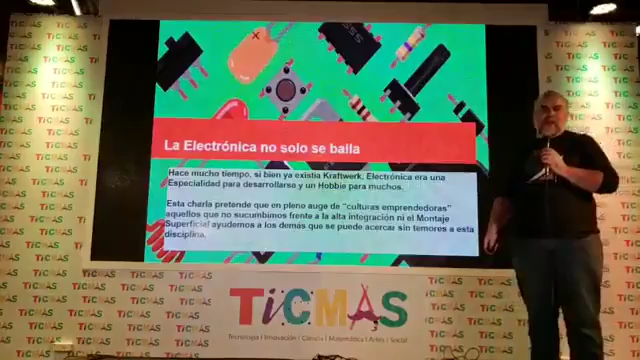 TiCMAS
La Electrónica no solo se baila
Hace mucho tiempo, si bien ya existia Kraftwerk, Electrónica era una
Especialidad para desarrollarse y un Hobbie para muchos.
Esta charla pretende que en pleno auge de "culturas emprendedoras"
aquellos que no sucumbimos frente a la alta integración ni el Montaje
Superficial ayudemos a los demás que se puede acercar sin temores a esta
disciplina.
TiCMAS
Tecnología | Innovación | Ciencia | Matemática | Artes | Social